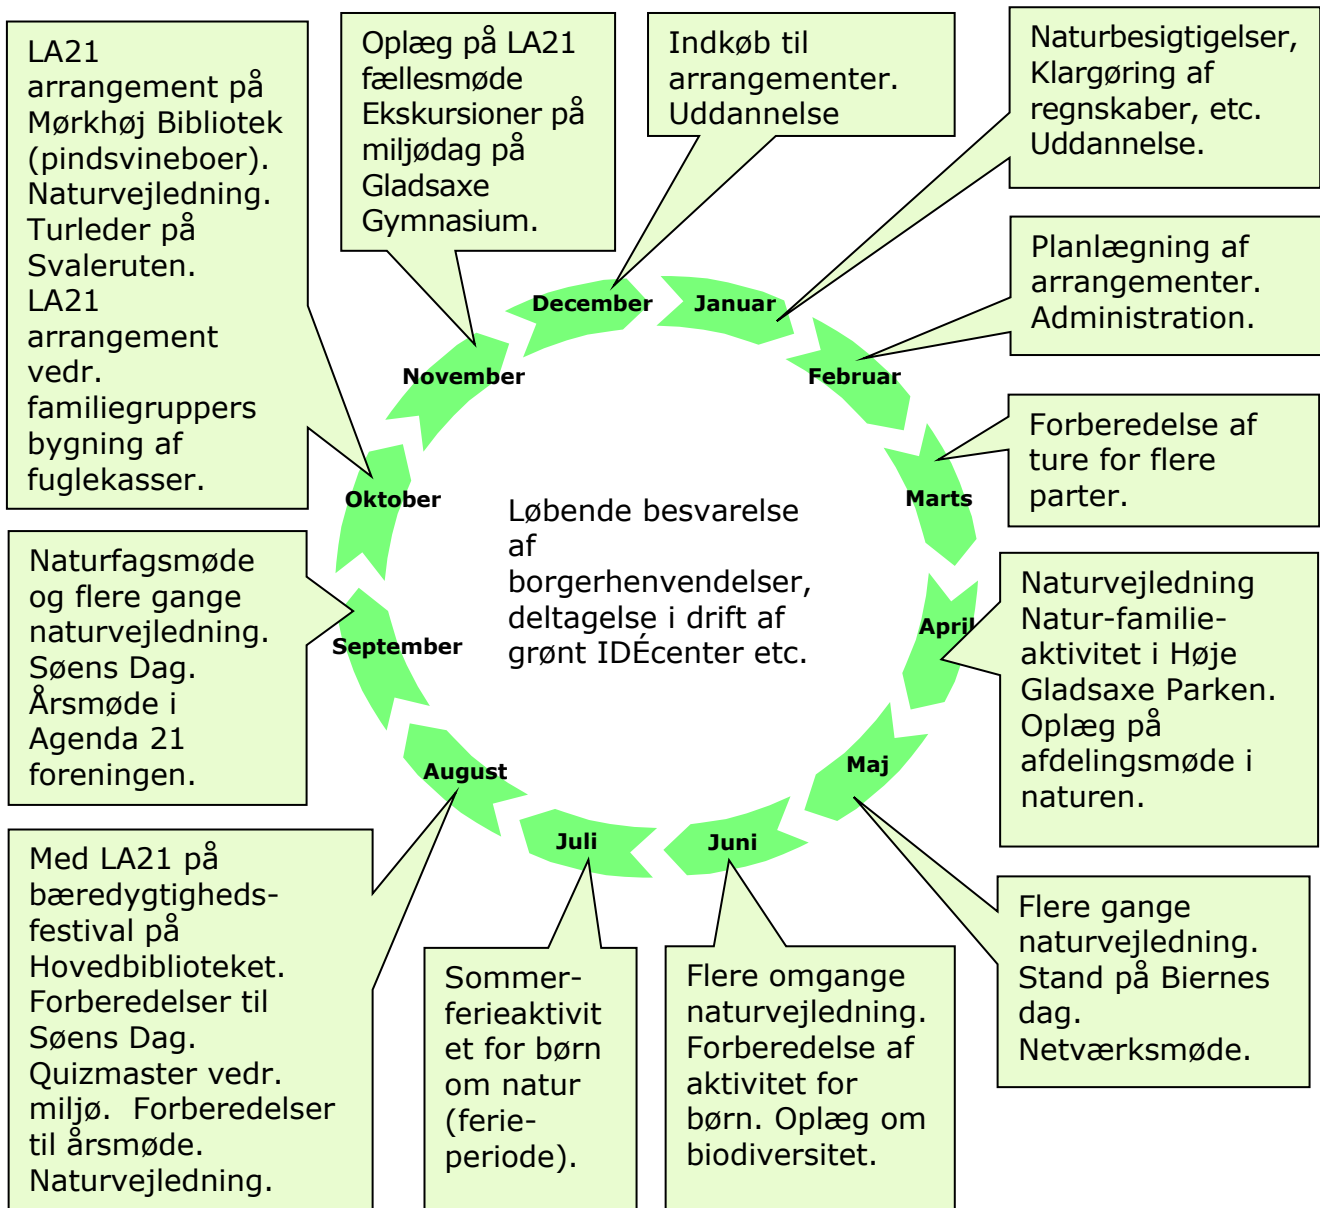 LA21
arrangement på
Mørkhøj Bibliotek
(pindsvineboer).
Naturvejledning.
Turleder på
Svaleruten.
LA21
arrangement
vedr.
familiegruppers
bygning af
fuglekasser.
Oplæg på LA21
fællesmøde
Ekskursioner på
miljødag på
Gladsaxe
Gymnasium.
Indkøb til
arrangementer.
Uddannelse
Naturbesigtigelser,
Klargøring af
regnskaber, etc.
Uddannelse.
Planlægning af
arrangementer.
Administration.
Forberedelse af
ture for flere
parter.
Naturvejledning
Natur-familie-
aktivitet i Høje
Gladsaxe Parken.
Oplæg på
afdelingsmøde i
naturen.
Flere gange
naturvejledning.
Stand på Biernes
dag.
Netværksmøde.
Flere omgange
naturvejledning.
Forberedelse af
aktivitet for
børn. Oplæg om
biodiversitet.
Sommer-
ferieaktivit
et for børn
om natur
(ferie-
periode).
Med LA21 på
bæredygtigheds-
festival på
Hovedbiblioteket.
Forberedelser til
Søens Dag.
Quizmaster vedr.
miljø.  Forberedelser
til årsmøde.
Naturvejledning.
Naturfagsmøde
og flere gange
naturvejledning.
Søens Dag.
Årsmøde i
Agenda 21
foreningen.
December
Januar
Februar
Marts
April
Maj
Juni
Juli
August
September
Oktober
November
Løbende besvarelse
af
borgerhenvendelser,
deltagelse i drift af
grønt IDÉcenter etc.